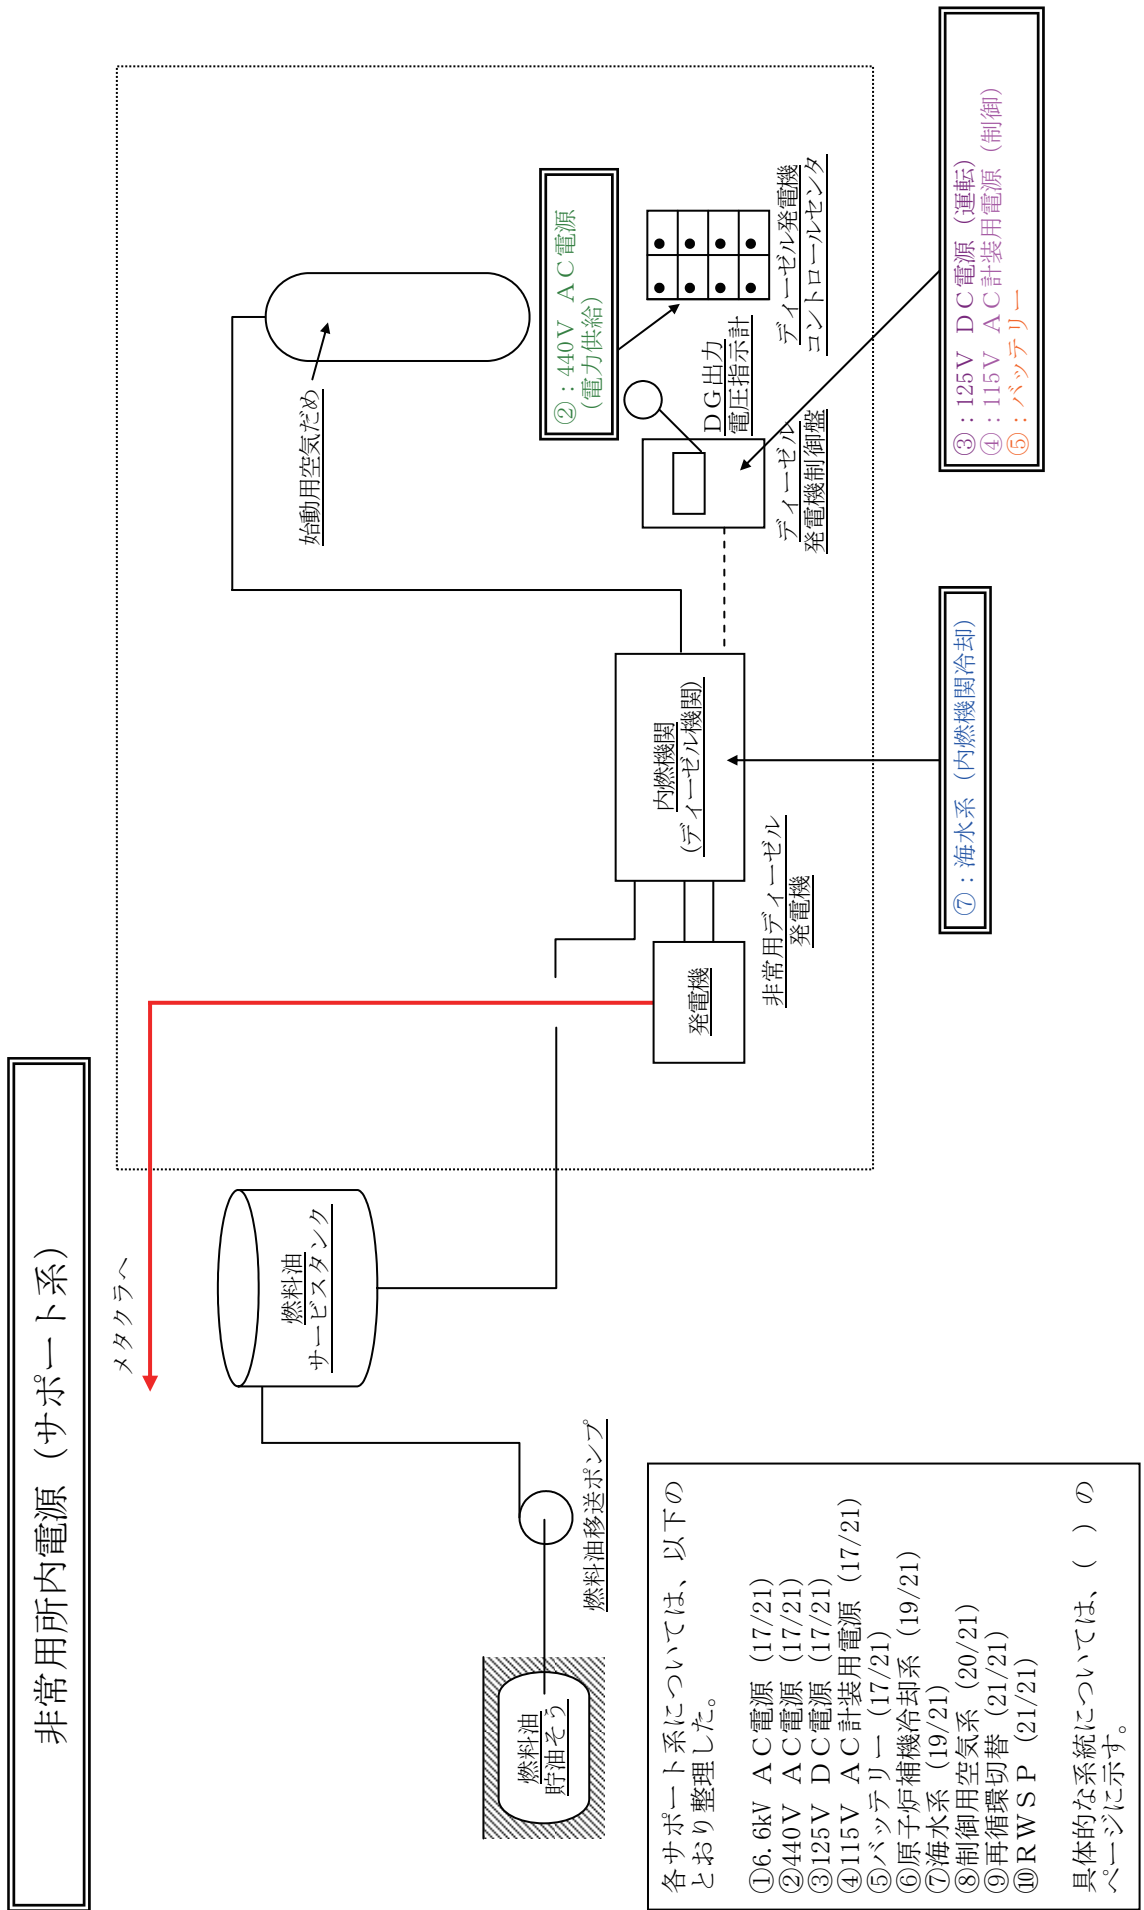 非常用所内電源（サポート系）
メタクラへ
燃料油
貯油そう
燃料油移送ポンプ
燃料油
サービスタンク
発電機
非常用ディーゼル
発電機
内燃機関
(ディーゼル機関)
始動用空気だめ
②：440V ＡＣ電源
(電力供給)
ＤＧ出力
電圧指示計
ディーゼル
発電機制御盤
ディーゼル発電機
コントロールセンタ
⑦：海水系（内燃機関冷却）
③：125V ＤＣ電源（運転）
④：115V ＡＣ計装用電源（制御）
⑤：バッテリー
各サポート系については、以下の
とおり整理した。
①6.6kV ＡＣ電源（17/21）
②440V ＡＣ電源（17/21）
③125V ＤＣ電源（17/21）
④115V ＡＣ計装用電源（17/21）
⑤バッテリー（17/21）
⑥原子炉補機冷却系（19/21）
⑦海水系（19/21）
⑧制御用空気系（20/21）
⑨再循環切替（21/21）
⑩ＲＷＳＰ（21/21）
具体的な系統については、（ ）の
ページに示す。